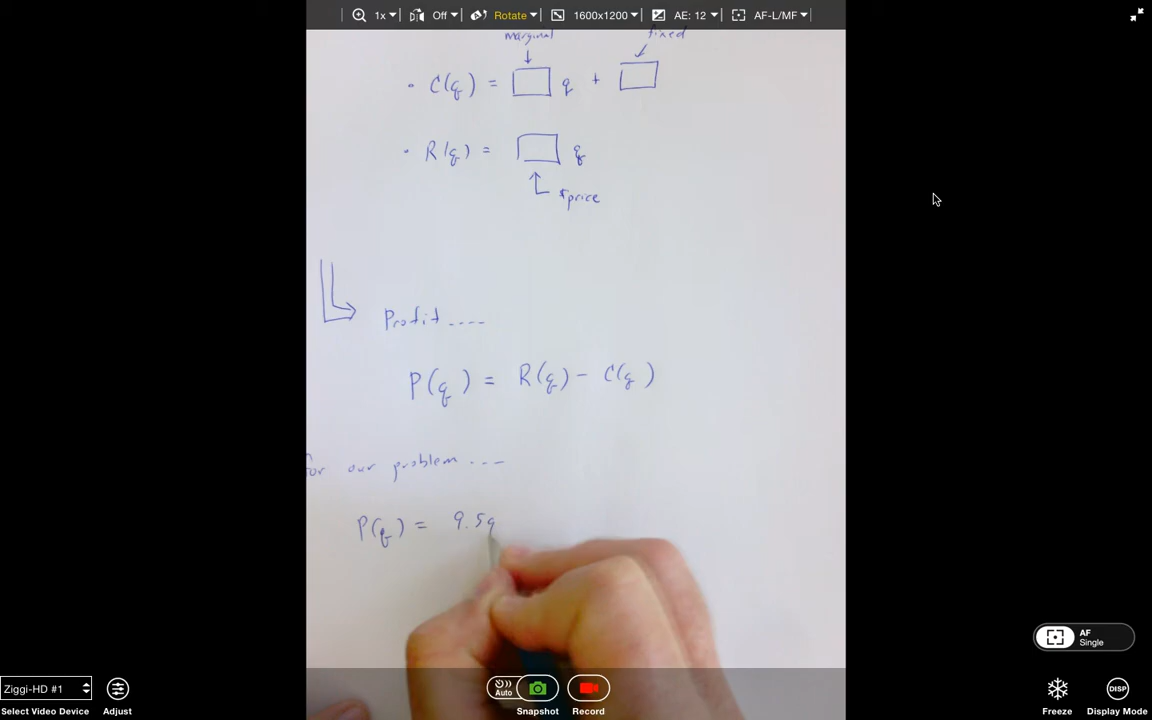 1x Off Rotate 1600x1200 AE: 12 AF-L/MF
marginal fixed
• C(q) = q +
• R(q) = q
$price
Profit ----
P(q) = R(q) - C(q)
for our problem ---
P(q) = 9.5q
AF
Single
Ziggi-HD #1
Auto
Select Video Device Adjust Snapshot Record Freeze DISP Display Mode